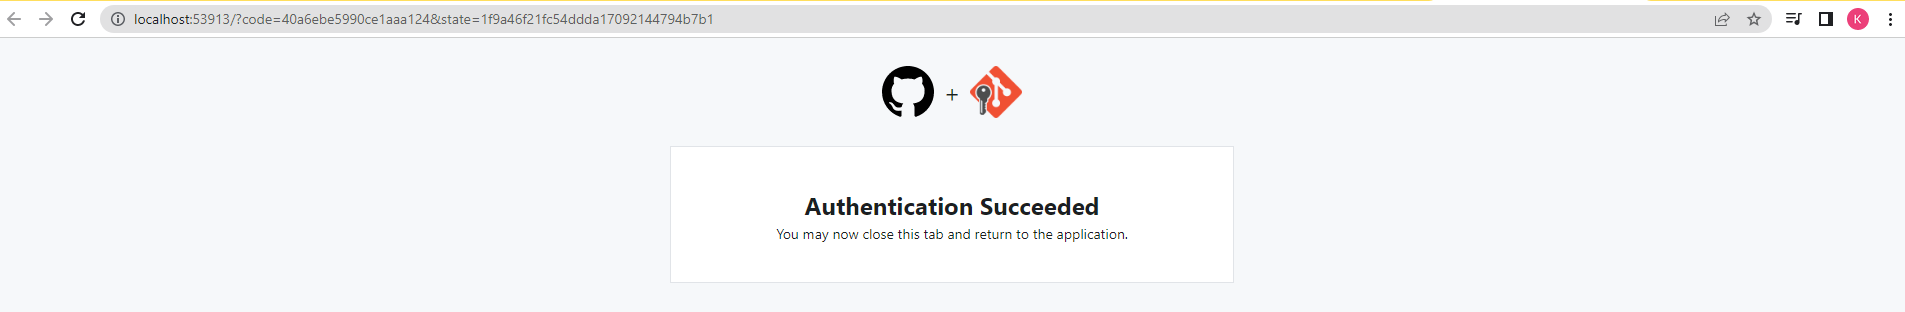 localhost:53913/?code=40a6ebe5990ce1aaa124&state=1f9a46f21fc54ddda17092144794b7b1
K
+
Authentication Succeeded
You may now close this tab and return to the application.